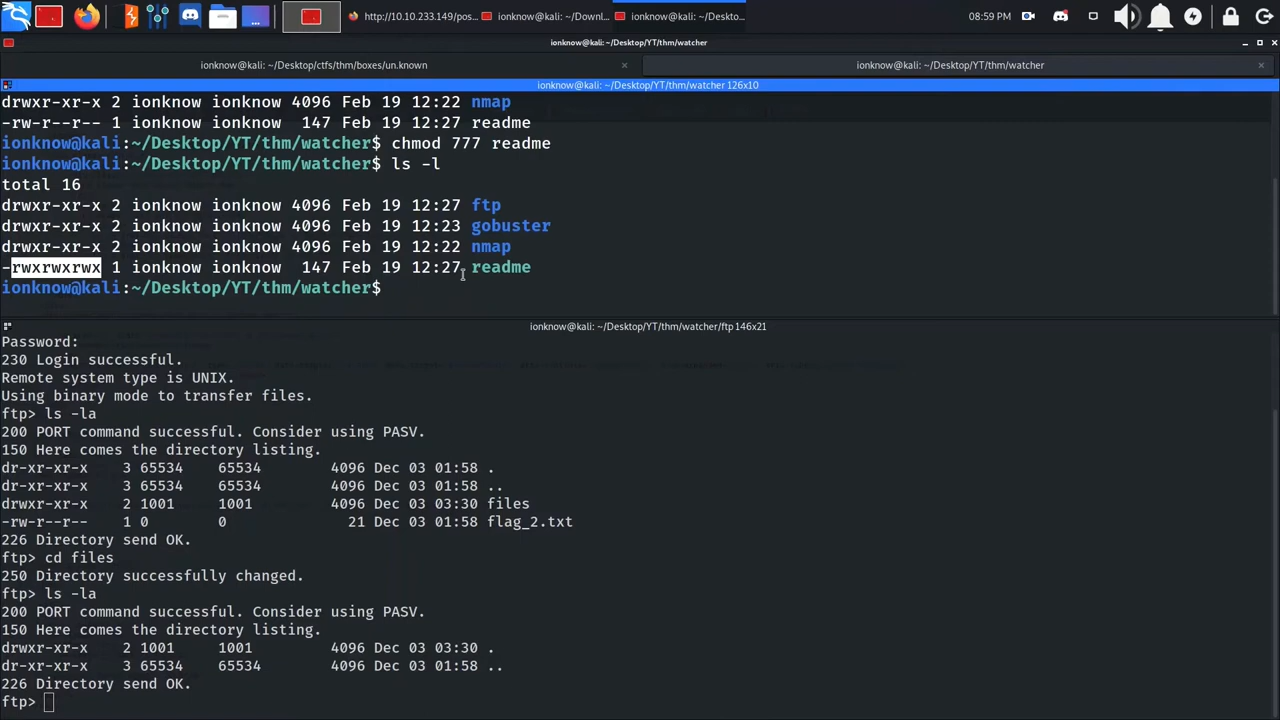 http://10.10.233.149/pos...
ionknow@kali: ~/Downl...
ionknow@kali: ~/Deskto...
08:59 PM
ionknow@kali: ~/Desktop/YT/thm/watcher
ionknow@kali: ~/Desktop/ctfs/thm/boxes/un.known
ionknow@kali: ~/Desktop/YT/thm/watcher
ionknow@kali: ~/Desktop/YT/thm/watcher 126x10
drwxr-xr-x 2 ionknow ionknow 4096 Feb 19 12:22 nmap
-rw-r--r-- 1 ionknow ionknow  147 Feb 19 12:27 readme
ionknow@kali:~/Desktop/YT/thm/watcher$ chmod 777 readme
ionknow@kali:~/Desktop/YT/thm/watcher$ ls -l
total 16
drwxr-xr-x 2 ionknow ionknow 4096 Feb 19 12:27 ftp
drwxr-xr-x 2 ionknow ionknow 4096 Feb 19 12:23 gobuster
drwxr-xr-x 2 ionknow ionknow 4096 Feb 19 12:22 nmap
-rwxrwxrwx 1 ionknow ionknow  147 Feb 19 12:27 readme
ionknow@kali:~/Desktop/YT/thm/watcher$
ionknow@kali: ~/Desktop/YT/thm/watcher/ftp 146x21
Password:
230 Login successful.
Remote system type is UNIX.
Using binary mode to transfer files.
ftp> ls -la
200 PORT command successful. Consider using PASV.
150 Here comes the directory listing.
dr-xr-xr-x    3 65534    65534        4096 Dec 03 01:58 .
dr-xr-xr-x    3 65534    65534        4096 Dec 03 01:58 ..
drwxr-xr-x    2 1001     1001         4096 Dec 03 03:30 files
-rw-r--r--    1 0        0              21 Dec 03 01:58 flag_2.txt
226 Directory send OK.
ftp> cd files
250 Directory successfully changed.
ftp> ls -la
200 PORT command successful. Consider using PASV.
150 Here comes the directory listing.
drwxr-xr-x    2 1001     1001         4096 Dec 03 03:30 .
dr-xr-xr-x    3 65534    65534        4096 Dec 03 01:58 ..
226 Directory send OK.
ftp>